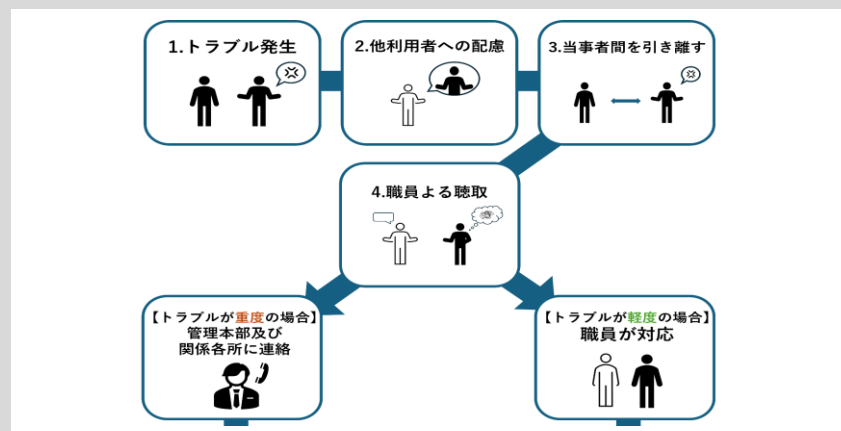 1.トラブル発生
2.他利用者への配慮
3.当事者間を引き離す
4.職員よる聴取
【トラブルが重度の場合】
管理本部及び
関係各所に連絡
【トラブルが軽度の場合】
職員が対応